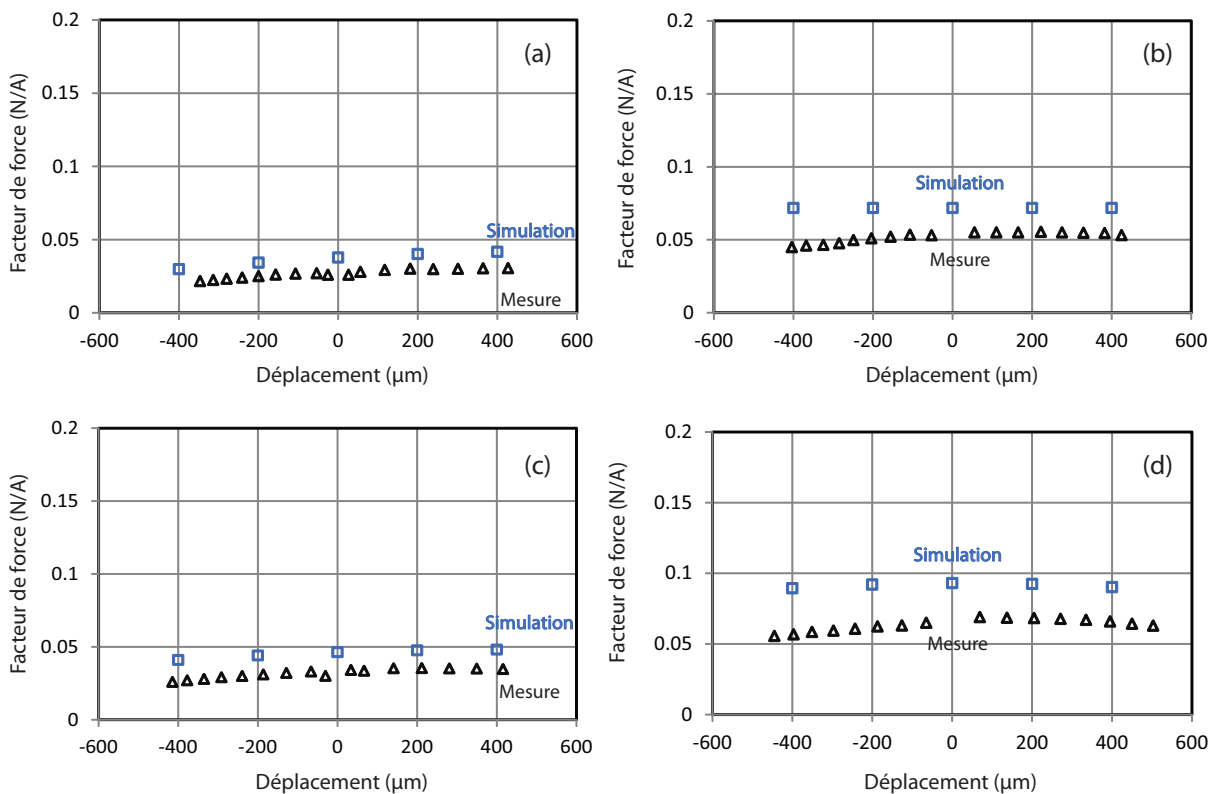 (a)
Facteur de force (N/A)
0.2
0.15
0.1
0.05
0
Simulation
Mesure
-600 -400 -200 0 200 400 600
Déplacement (µm)
(b)
Facteur de force (N/A)
0.2
0.15
0.1
0.05
0
Simulation
Mesure
-600 -400 -200 0 200 400 600
Déplacement (µm)
(c)
Facteur de force (N/A)
0.2
0.15
0.1
0.05
0
Simulation
Mesure
-600 -400 -200 0 200 400 600
Déplacement (µm)
(d)
Facteur de force (N/A)
0.2
0.15
0.1
0.05
0
Simulation
Mesure
-600 -400 -200 0 200 400 600
Déplacement (µm)